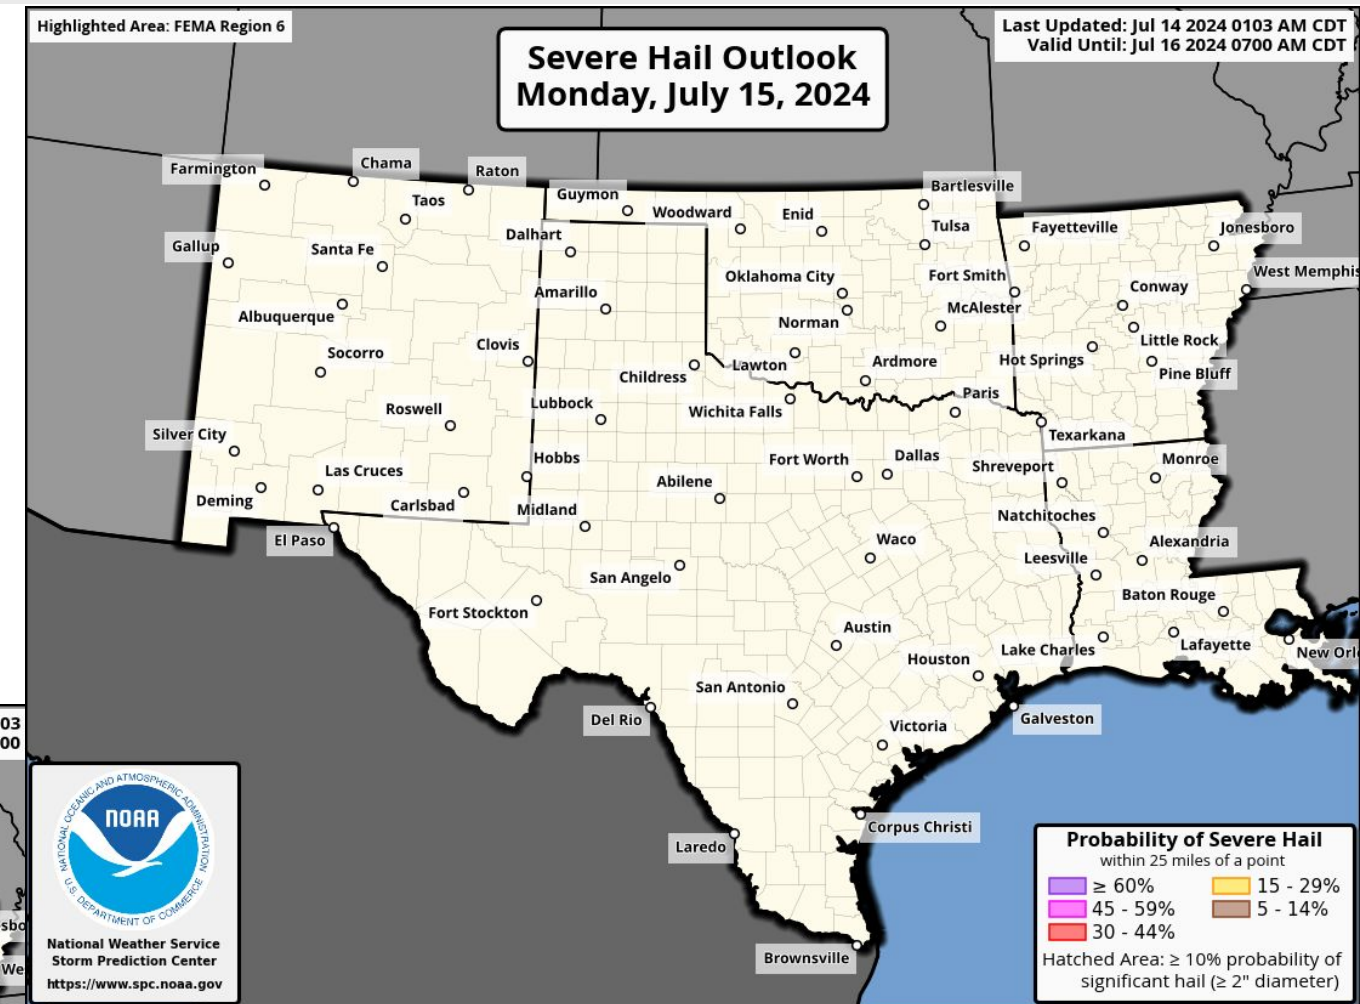 Highlighted Area: FEMA Region 6
Severe Hail Outlook
Monday, July 15, 2024
Last Updated: Jul 14 2024 0103 AM CDT
Valid Until: Jul 16 2024 0700 AM CDT
Farmington
Chama
Raton
Taos
Guymon
Woodward
Enid
Bartlesville
Tulsa
Fayetteville
Jonesboro
Gallup
Santa Fe
Dalhart
Oklahoma City
Fort Smith
West Memphis
Amarillo
Conway
Albuquerque
Norman
McAlester
Socorro
Clovis
Little Rock
Childress
Lawton
Ardmore
Hot Springs
Pine Bluff
Roswell
Lubbock
Wichita Falls
Paris
Silver City
Texarkana
Las Cruces
Hobbs
Fort Worth
Dallas
Shreveport
Monroe
Deming
Carlsbad
Midland
Abilene
Natchitoches
El Paso
Waco
Leesville
Alexandria
San Angelo
Fort Stockton
Baton Rouge
Austin
Houston
Lake Charles
Lafayette
New Orl
San Antonio
Del Rio
Victoria
Galveston
03
00
Corpus Christi
Laredo
Brownsville
sbo
We
NATIONAL OCEANIC AND ATMOSPHERIC ADMINISTRATION
NOAA
U.S. DEPARTMENT OF COMMERCE
National Weather Service
Storm Prediction Center
https://www.spc.noaa.gov
Probability of Severe Hail
within 25 miles of a point
≥ 60%
15 - 29%
45 - 59%
5 - 14%
30 - 44%
Hatched Area: ≥ 10% probability of
significant hail (≥ 2" diameter)